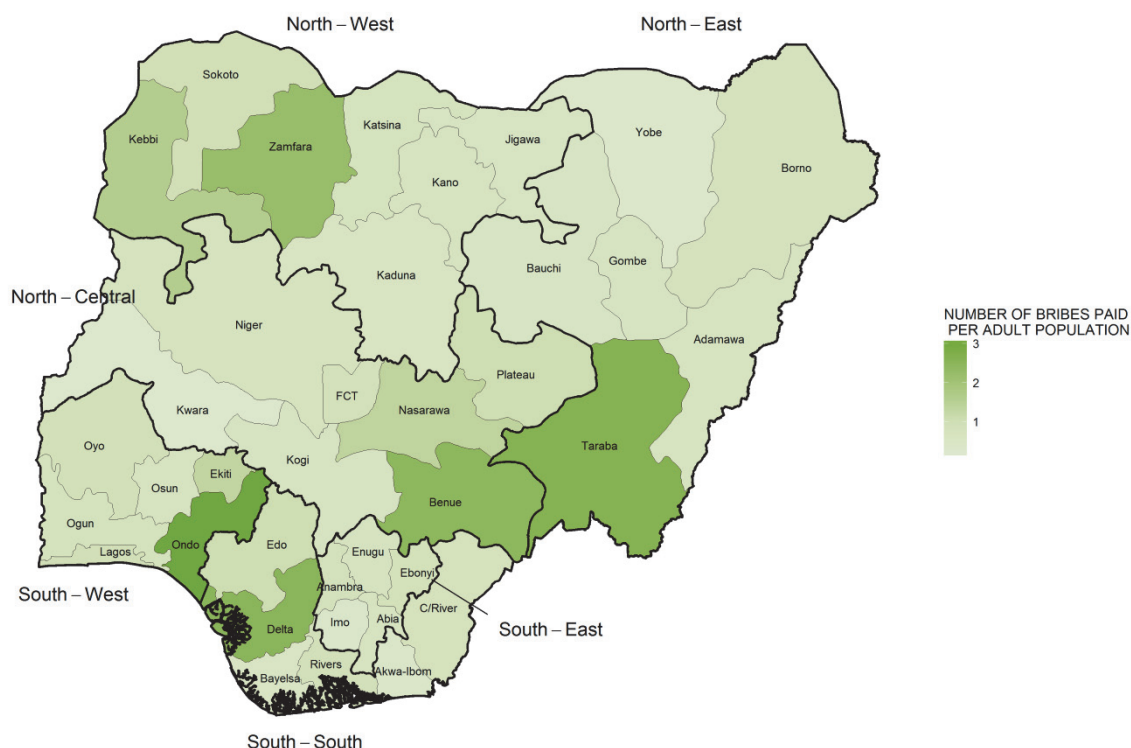 North – West
North – East
Sokoto
Kebbi
Zamfara
Katsina
Jigawa
Yobe
Kano
Borno
Kaduna
Bauchi
Gombe
North – Central
Niger
Adamawa
NUMBER OF BRIBES PAID
PER ADULT POPULATION
3
2
1
Plateau
FCT
Nasarawa
Kwara
Oyo
Taraba
Kogi
Ekiti
Osun
Benue
Ogun
Ondo
Edo
Lagos
Enugu
Ebonyi
South – West
Anambra
C/River
Delta
Imo
Abia
South – East
Rivers
Bayelsa
Akwa-Ibom
South – South